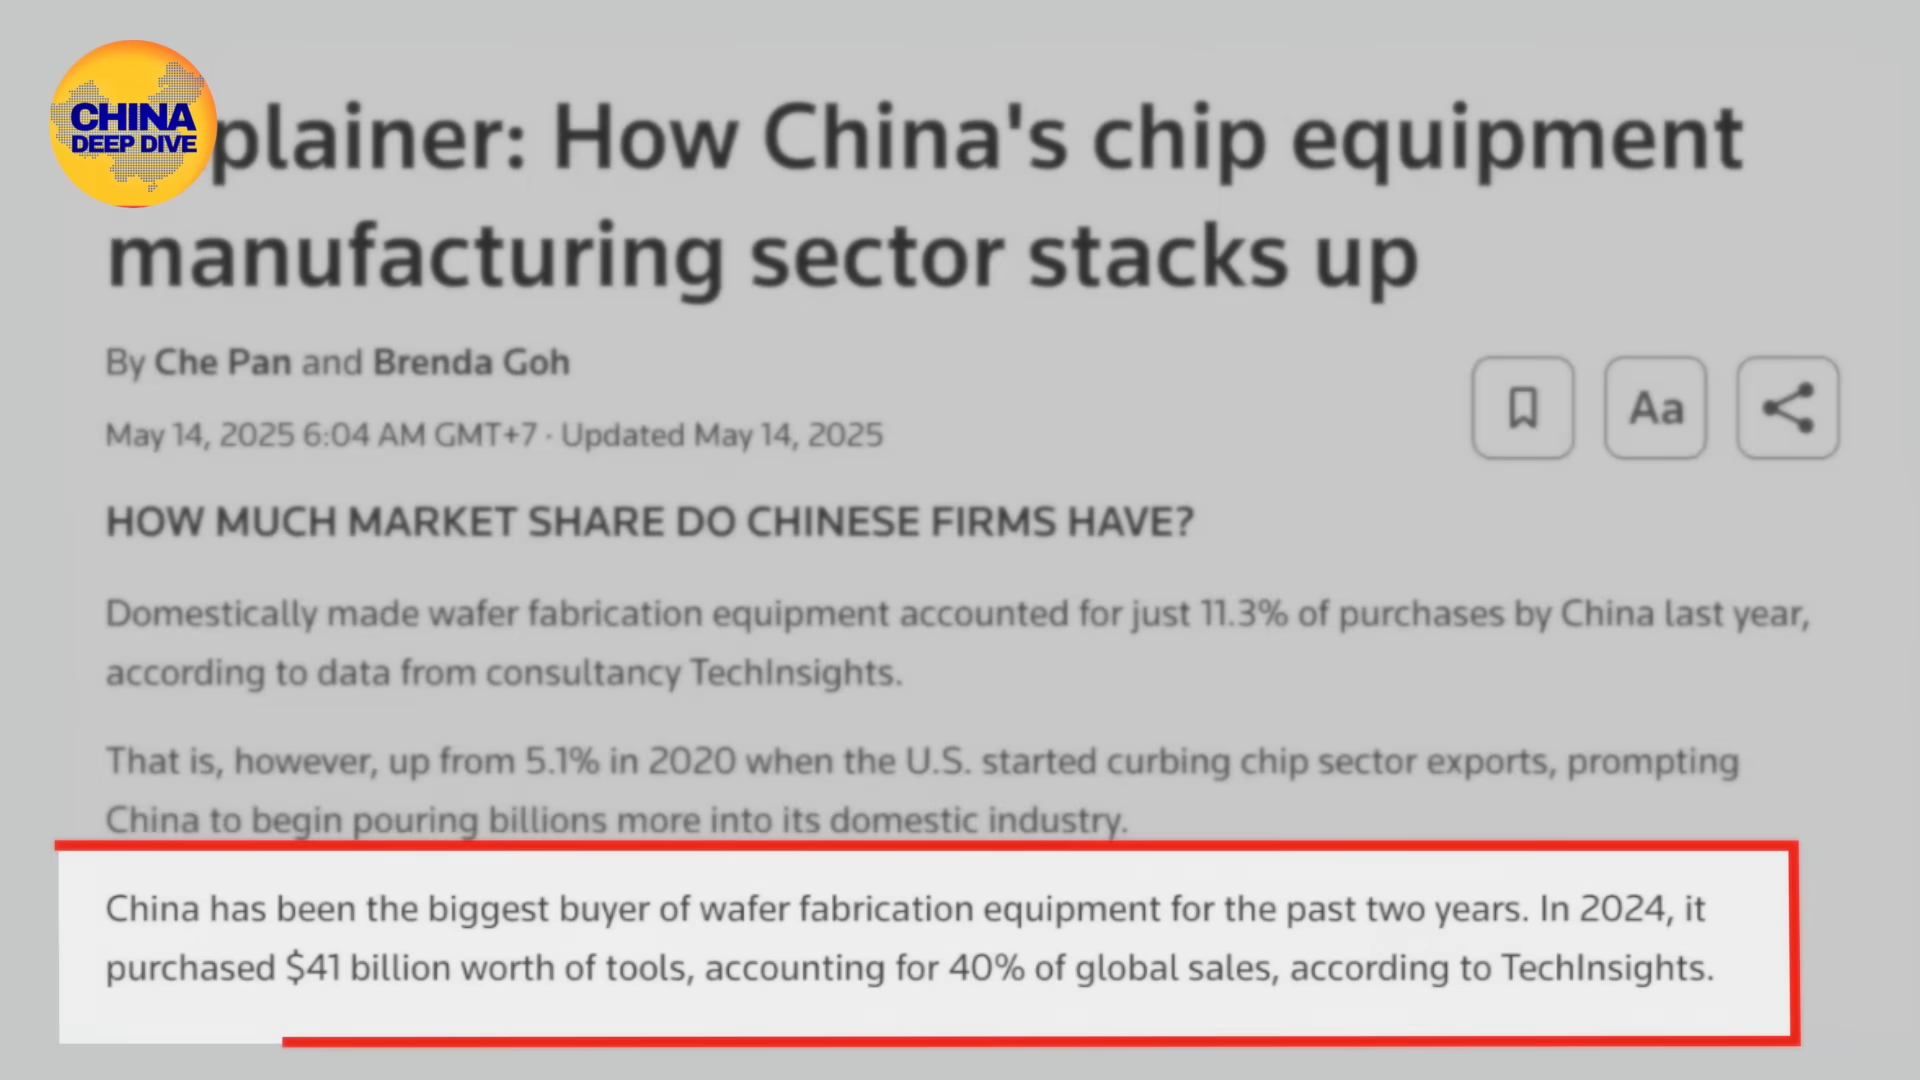 CHINA
DEEP DIVE
plainer: How China's chip equipment
manufacturing sector stacks up
By Che Pan and Brenda Goh
May 14, 2025 6:04 AM GMT+7 · Updated May 14, 2025
Aa
HOW MUCH MARKET SHARE DO CHINESE FIRMS HAVE?
Domestically made wafer fabrication equipment accounted for just 11.3% of purchases by China last year,
according to data from consultancy TechInsights.
That is, however, up from 5.1% in 2020 when the U.S. started curbing chip sector exports, prompting
China to begin pouring billions more into its domestic industry.
China has been the biggest buyer of wafer fabrication equipment for the past two years. In 2024, it
purchased $41 billion worth of tools, accounting for 40% of global sales, according to TechInsights.